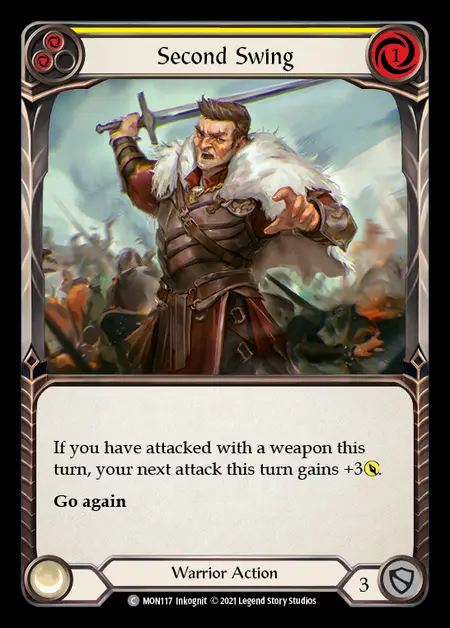 Second Swing
1
If you have attacked with a weapon this
turn, your next attack this turn gains +3.
Go again
Warrior Action
3
C MON117 Inkognit © 2021 Legend Story Studios